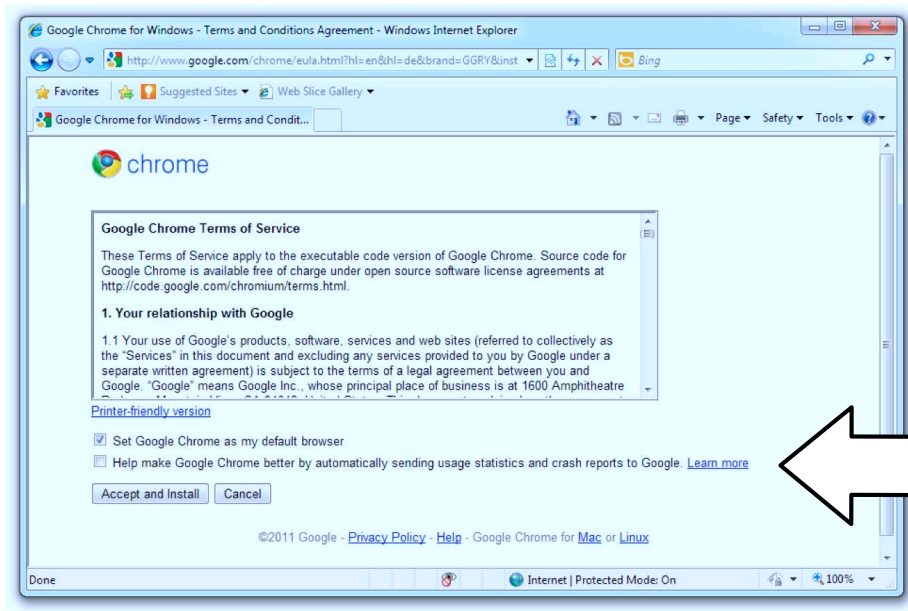 Google Chrome for Windows - Terms and Conditions Agreement - Windows Internet Explorer
http://www.google.com/chrome/eula.html?hl=en&hl=de&brand=GGRY&inst
Bing
Favorites Suggested Sites Web Slice Gallery
Google Chrome for Windows - Terms and Condit...
Page Safety Tools
chrome
Google Chrome Terms of Service
These Terms of Service apply to the executable code version of Google Chrome. Source code for
Google Chrome is available free of charge under open source software license agreements at
http://code.google.com/chromium/terms.html.
1. Your relationship with Google
1.1 Your use of Google's products, software, services and web sites (referred to collectively as
the “Services” in this document and excluding any services provided to you by Google under a
separate written agreement) is subject to the terms of a legal agreement between you and
Google. “Google” means Google Inc., whose principal place of business is at 1600 Amphitheatre
Printer-friendly version
Set Google Chrome as my default browser
Help make Google Chrome better by automatically sending usage statistics and crash reports to Google. Learn more
Accept and Install Cancel
©2011 Google - Privacy Policy - Help - Google Chrome for Mac or Linux
Done Internet | Protected Mode: On 100%